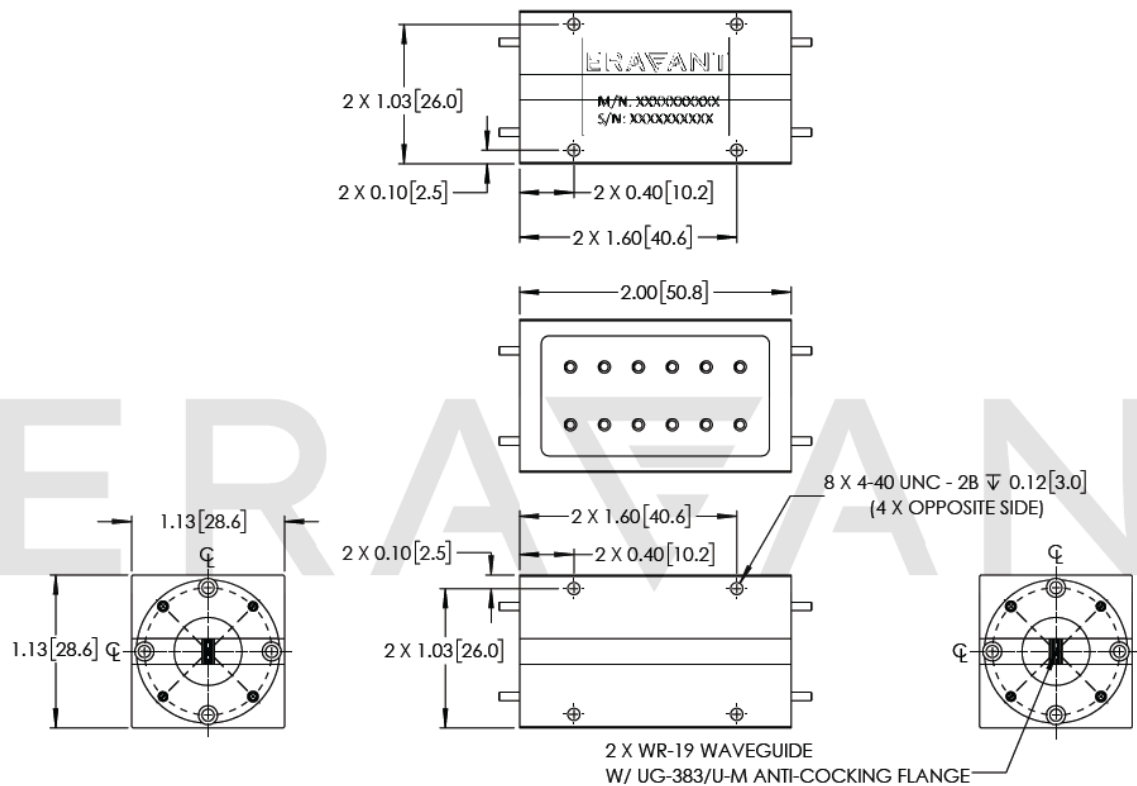 ERAVANT
M/N: XXXXXXXXXX
S/N: XXXXXXXXXX
2 X 1.03[26.0]
2 X 0.10[2.5]
2 X 0.40[10.2]
2 X 1.60[40.6]
2.00[50.8]
ERAVAN
8 X 4-40 UNC - 2B ↧ 0.12[3.0]
(4 X OPPOSITE SIDE)
1.13[28.6]
2 X 1.60[40.6]
2 X 0.10[2.5]
2 X 0.40[10.2]
℄
℄
1.13[28.6] ℄
2 X 1.03[26.0]
℄
2 X WR-19 WAVEGUIDE
W/ UG-383/U-M ANTI-COCKING FLANGE